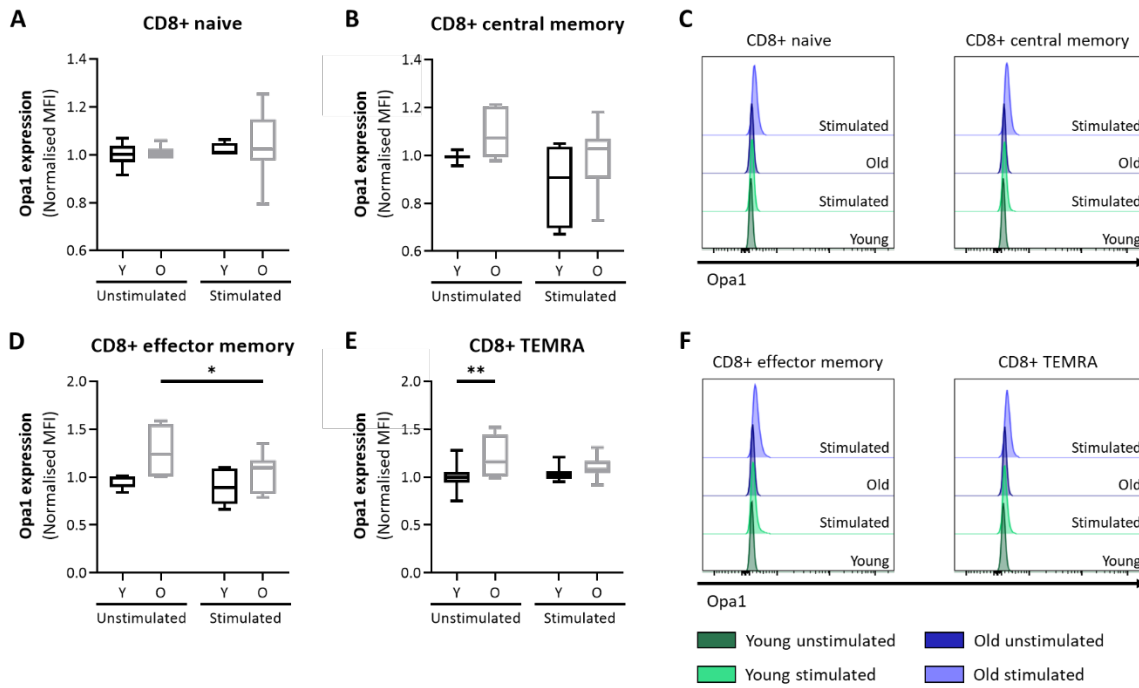 A
CD8+ naive
Opa1 expression
(Normalised MFI)
1.4
1.2
1.0
0.8
0.6
Y O Y O
Unstimulated Stimulated
B
CD8+ central memory
Opa1 expression
(Normalised MFI)
1.4
1.2
1.0
0.8
0.6
Y O Y O
Unstimulated Stimulated
C
CD8+ naive
Stimulated
Old
Stimulated
Young
CD8+ central memory
Stimulated
Old
Stimulated
Young
Opa1
D
CD8+ effector memory
Opa1 expression
(Normalised MFI)
2.0
1.5
1.0
0.5
0.0
*
Y O Y O
Unstimulated Stimulated
E
CD8+ TEMRA
Opa1 expression
(Normalised MFI)
2.0
1.5
1.0
0.5
0.0
**
Y O Y O
Unstimulated Stimulated
F
CD8+ effector memory
Stimulated
Old
Stimulated
Young
CD8+ TEMRA
Stimulated
Old
Stimulated
Young
Opa1
Young unstimulated
Old unstimulated
Young stimulated
Old stimulated